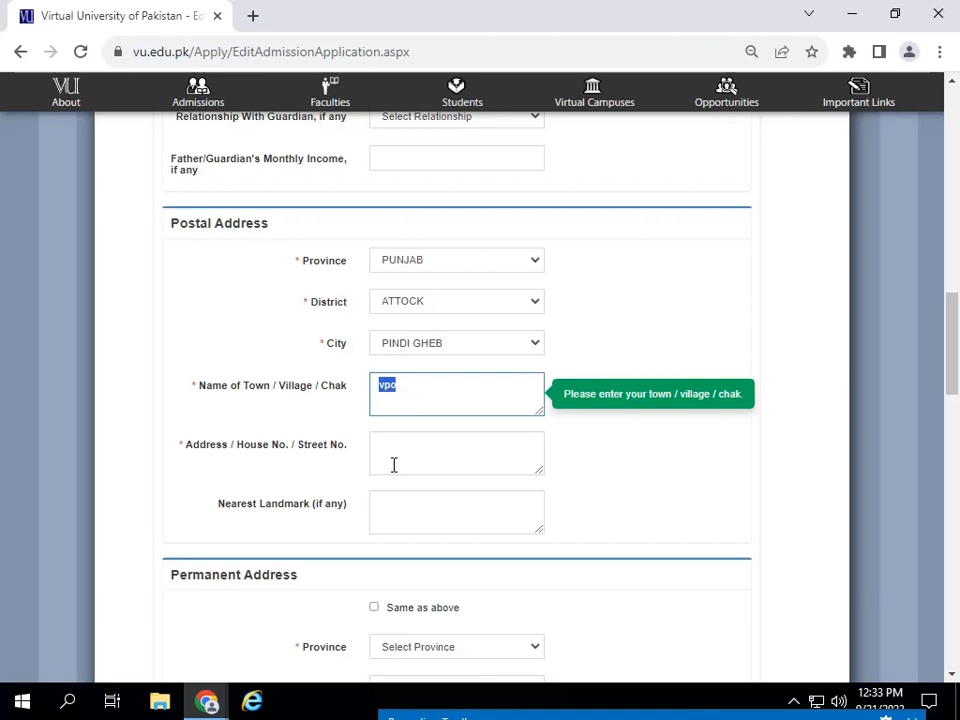 Virtual University of Pakistan - Ed
vu.edu.pk/Apply/EditAdmissionApplication.aspx
VU
About
Admissions
Faculties
Students
Virtual Campuses
Opportunities
Important Links
Relationship With Guardian, if any
Select Relationship
Father/Guardian's Monthly Income,
if any
Postal Address
* Province
PUNJAB
* District
ATTOCK
* City
PINDI GHEB
* Name of Town / Village / Chak
vpo
Please enter your town / village / chak.
* Address / House No. / Street No.
Nearest Landmark (if any)
Permanent Address
Same as above
* Province
Select Province
12:33 PM